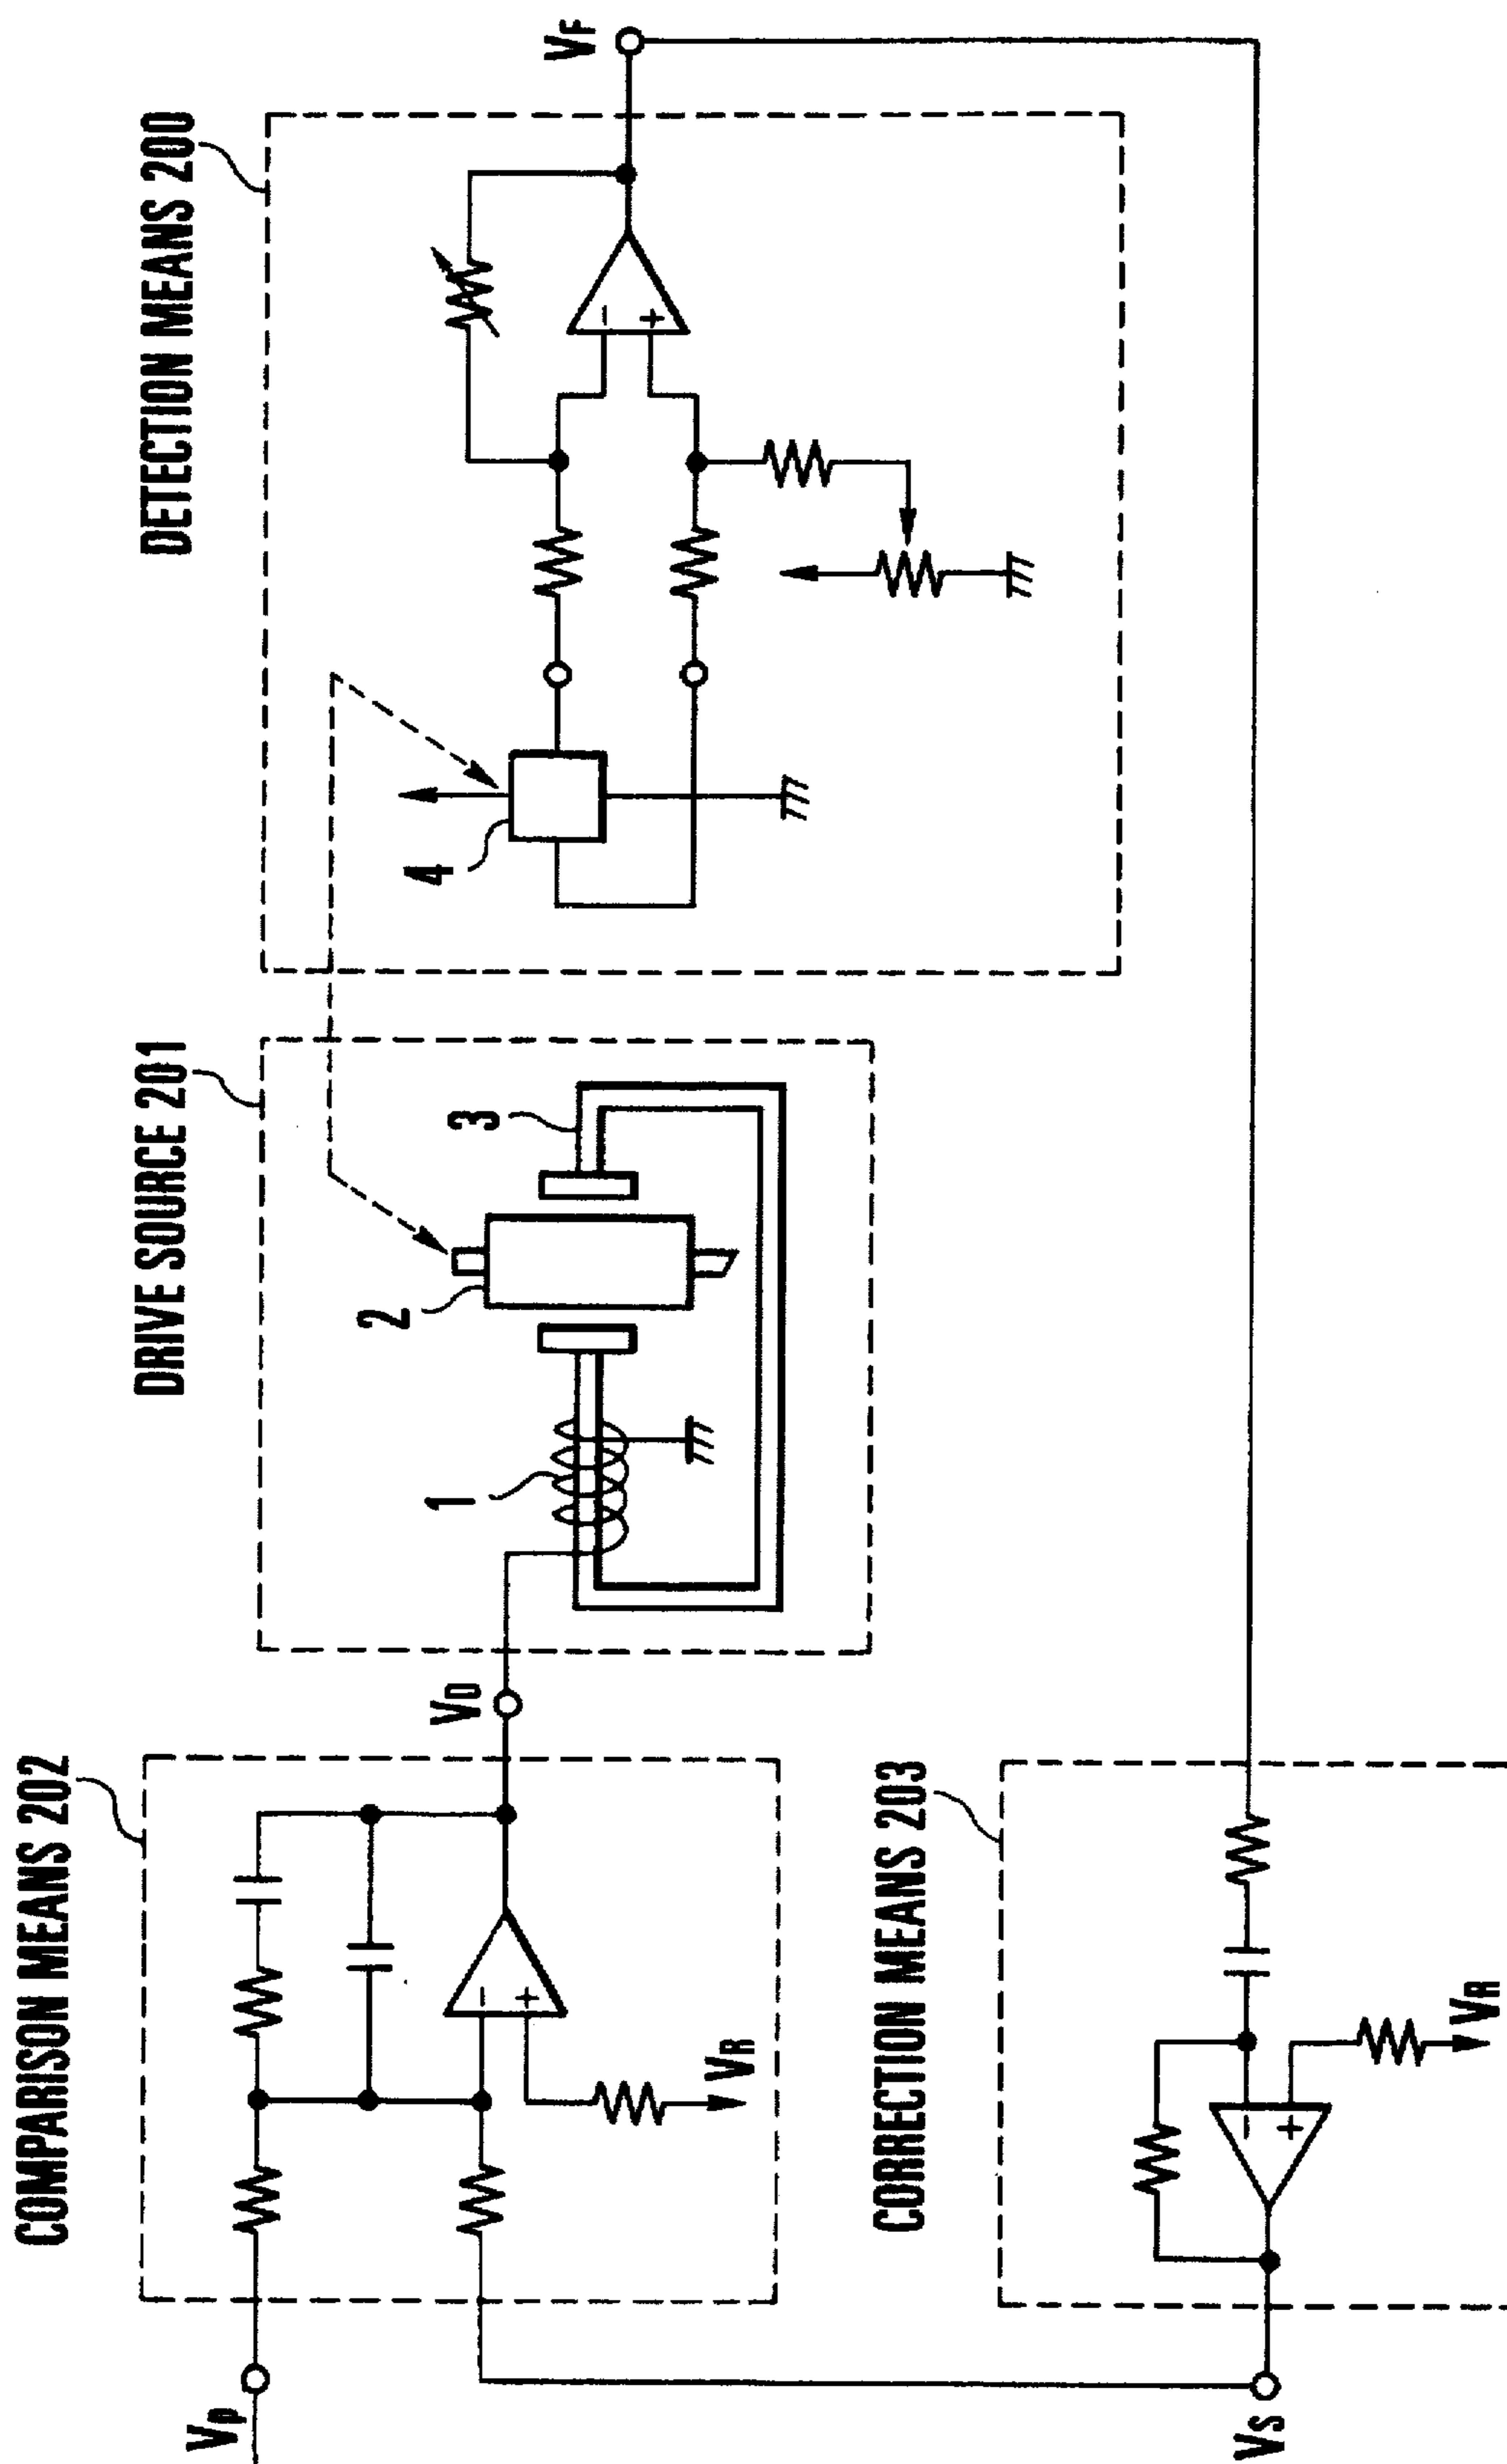 COMPARISON MEANS 202
DRIVE SOURCE 201
DETECTION MEANS 200
VP
−
+
VR
VD
1
2
3
4
−
+
VF
CORRECTION MEANS 203
−
+
VR
VS